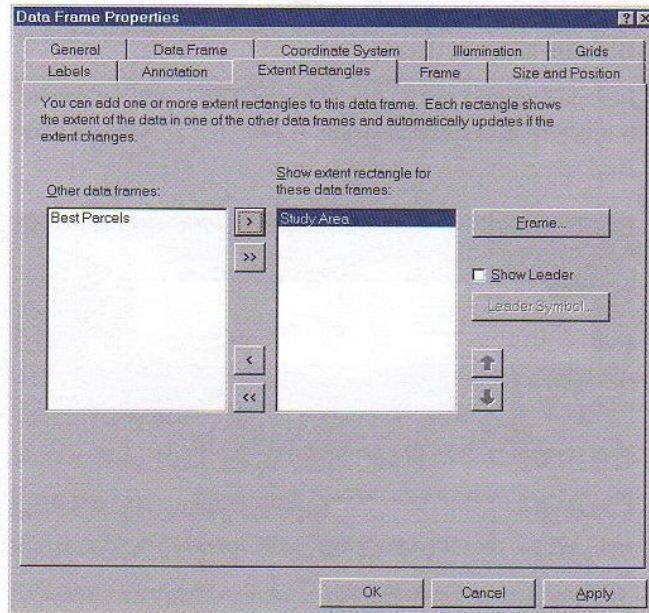 Data Frame Properties
General Data Frame Coordinate System Illumination Grids
Labels Annotation Extent Rectangles Frame Size and Position
You can add one or more extent rectangles to this data frame. Each rectangle shows
the extent of the data in one of the other data frames and automatically updates if the
extent changes.
Other data frames:
Best Parcels
>
>>
<
<<
Show extent rectangle for
these data frames:
Study Area
Frame...
Show Leader
Leader Symbol...
OK Cancel Apply